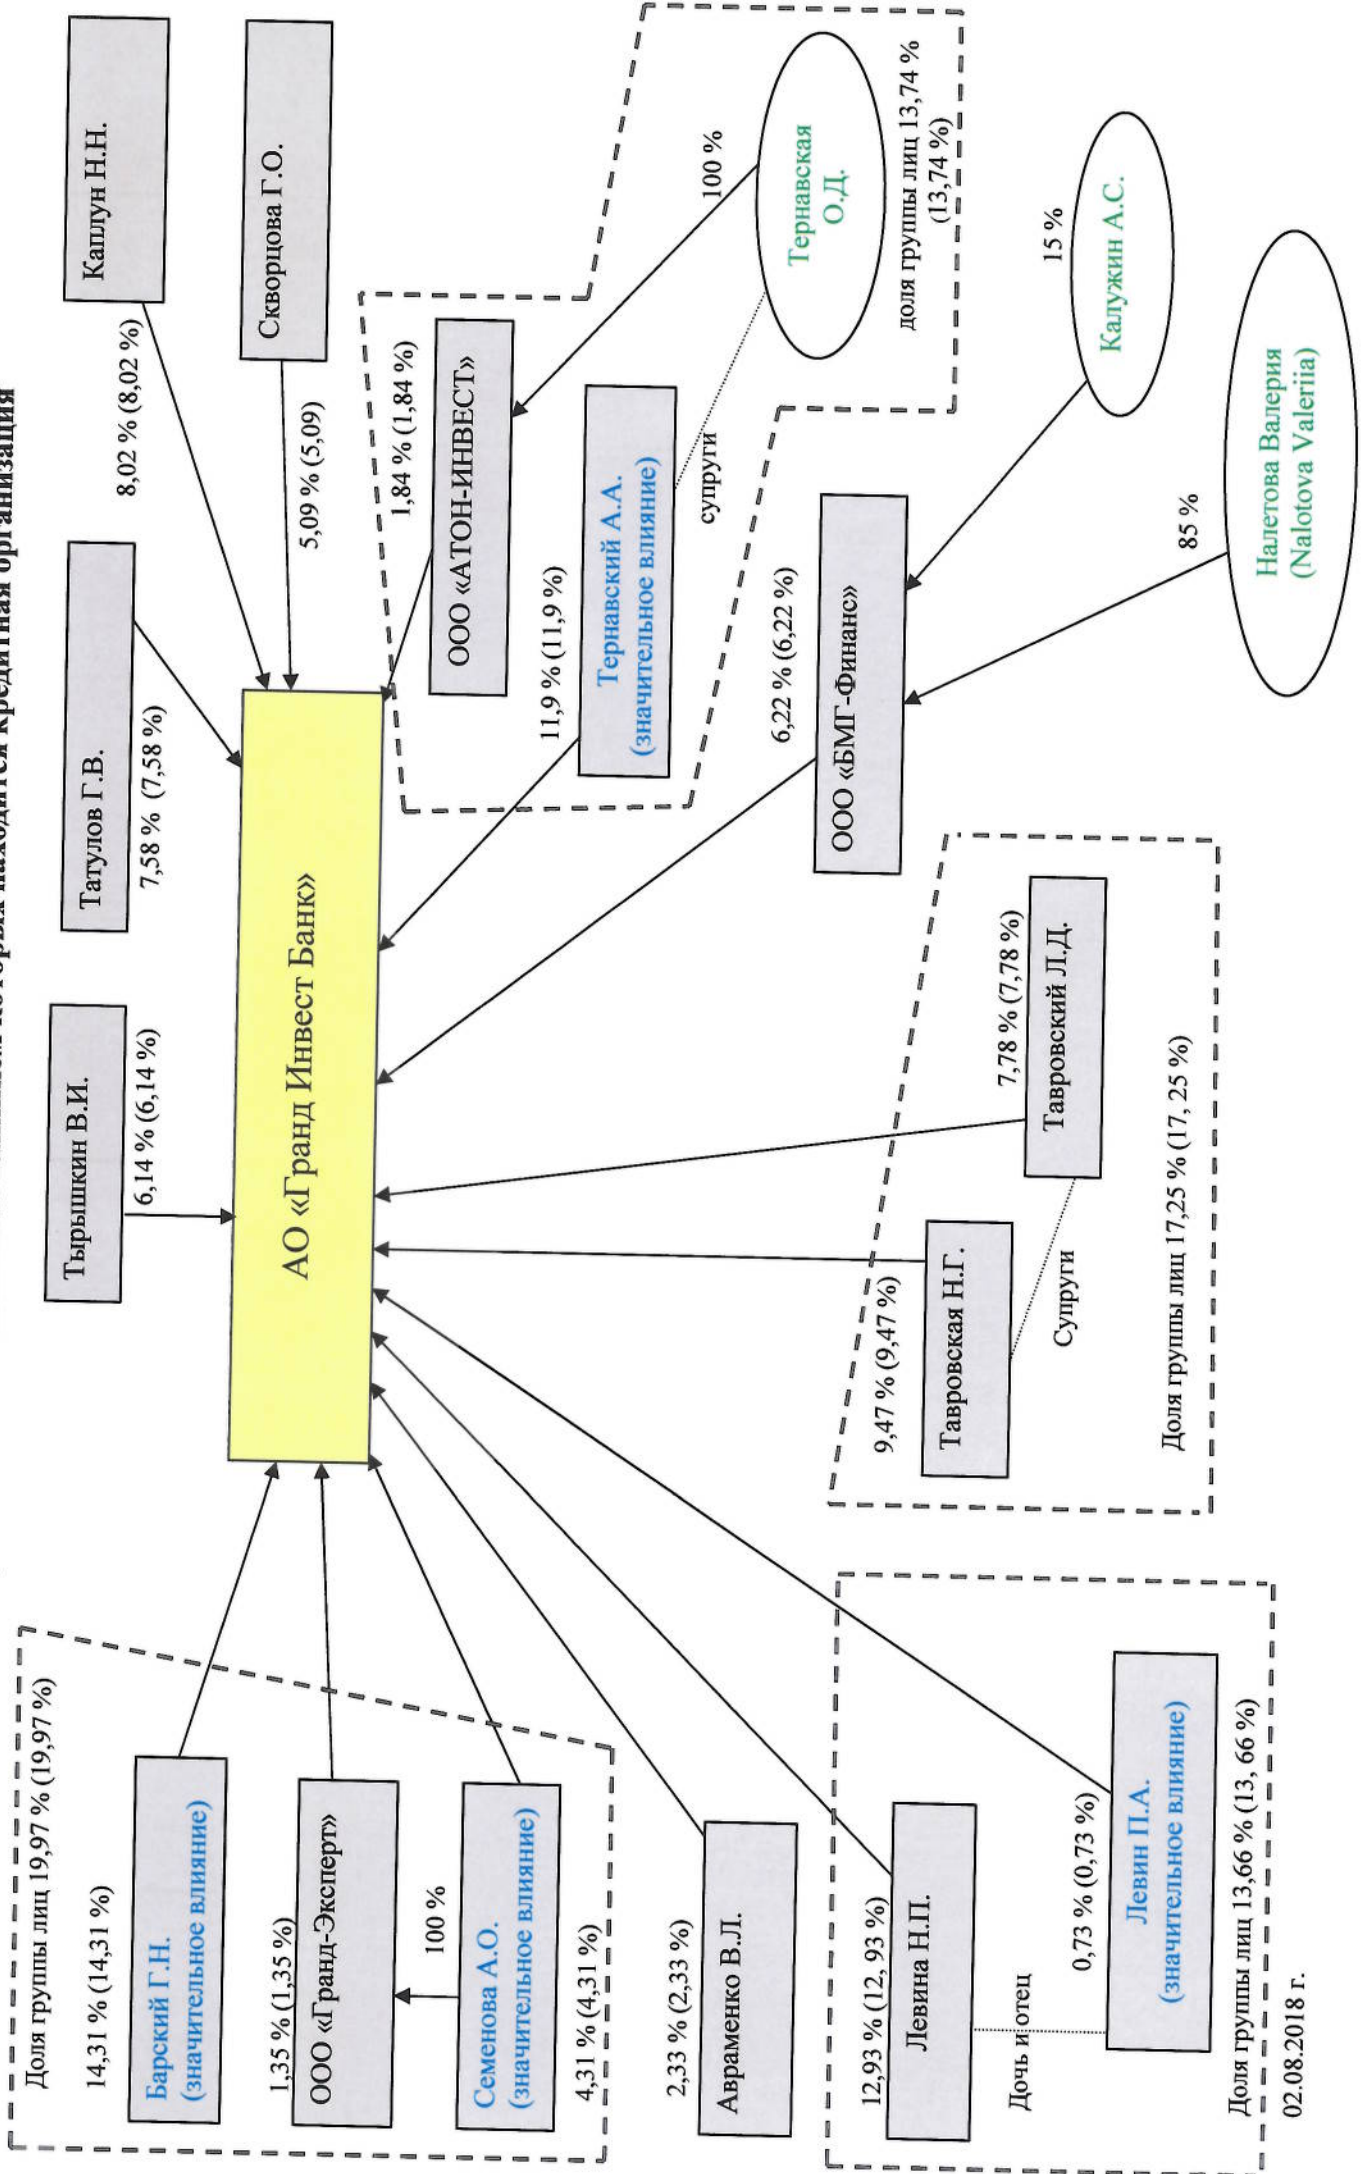 находится кредитная организация
Доля группы лиц 19,97 % (19,97 %)
14,31 % (14,31 %)
Барский Г.Н.
(значительное влияние)
1,35 % (1,35 %)
ООО «Гранд-Эксперт»
100 %
Семенова А.О.
(значительное влияние)
4,31 % (4,31 %)
2,33 % (2,33 %)
Авраменко В.Л.
12,93 % (12, 93 %)
Левина Н.П.
Дочь и отец
0,73 % (0,73 %)
Левин П.А.
(значительное влияние)
Доля группы лиц 13,66 % (13, 66 %)
02.08.2018 г.
Тырышкин В.И.
6,14 % (6,14 %)
Татулов Г.В.
7,58 % (7,58 %)
Каплун Н.Н.
8,02 % (8,02 %)
Скворцова Г.О.
5,09 % (5,09)
АО «Гранд Инвест Банк»
1,84 % (1,84 %)
ООО «АТОН-ИНВЕСТ»
100 %
11,9 % (11,9 %)
Тернавский А.А.
(значительное влияние)
супруги
Тернавская
О.Д.
доля группы лиц 13,74 %
(13,74 %)
6,22 % (6,22 %)
ООО «БМГ-Финанс»
15 %
Калужин А.С.
85 %
Налетова Валерия
(Nalotova Valeriia)
9,47 % (9,47 %)
Тавровская Н.Г.
Супруги
7,78 % (7,78 %)
Тавровский Л.Д.
Доля группы лиц 17,25 % (17, 25 %)